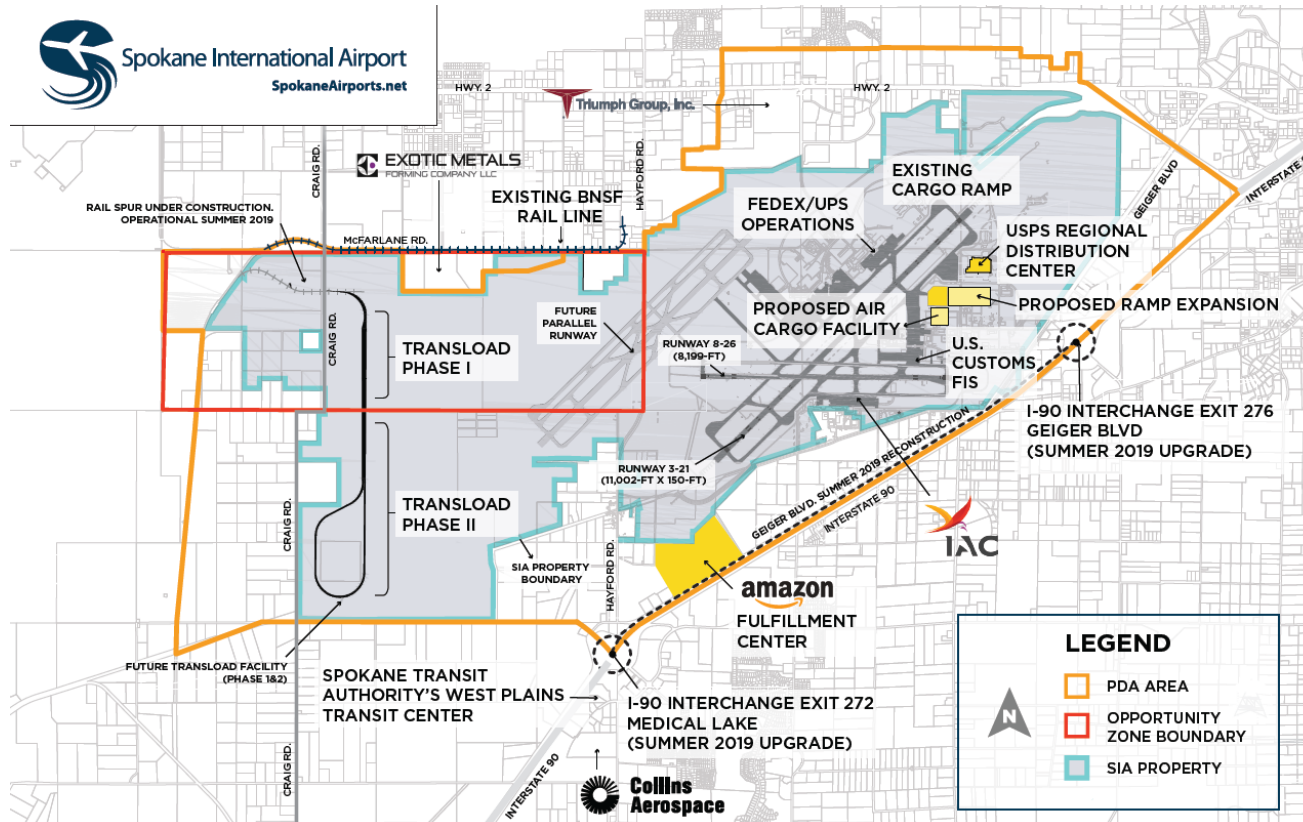 Spokane International Airport
SpokaneAirports.net
HWY. 2
HWY. 2
Triumph Group, Inc.
CRAIG RD.
HAYFORD RD.
EXOTIC METALS
FORMING COMPANY LLC
EXISTING BNSF
RAIL LINE
RAIL SPUR UNDER CONSTRUCTION.
OPERATIONAL SUMMER 2019
McFARLANE RD.
EXISTING
CARGO RAMP
FEDEX/UPS
OPERATIONS
GEIGER BLVD
INTERSTATE 9
USPS REGIONAL
DISTRIBUTION
CENTER
PROPOSED RAMP EXPANSION
PROPOSED AIR
CARGO FACILITY
FUTURE
PARALLEL
RUNWAY
CRAIG RD.
TRANSLOAD
PHASE I
RUNWAY 8-26
(8,199-FT)
U.S.
CUSTOMS
FIS
I-90 INTERCHANGE EXIT 276
GEIGER BLVD
(SUMMER 2019 UPGRADE)
RUNWAY 3-21
(11,002-FT X 150-FT)
GEIGER BLVD. SUMMER 2019 RECONSTRUCTION
INTERSTATE 90
TRANSLOAD
PHASE II
CRAIG RD.
SIA PROPERTY
BOUNDARY
HAYFORD RD.
IAC
amazon
FULFILLMENT
CENTER
FUTURE TRANSLOAD FACILITY
(PHASE 1&2)
SPOKANE TRANSIT
AUTHORITY'S WEST PLAINS
TRANSIT CENTER
I-90 INTERCHANGE EXIT 272
MEDICAL LAKE
(SUMMER 2019 UPGRADE)
CRAIG RD.
INTERSTATE 90
Collins
Aerospace
N
LEGEND
PDA AREA
OPPORTUNITY
ZONE BOUNDARY
SIA PROPERTY